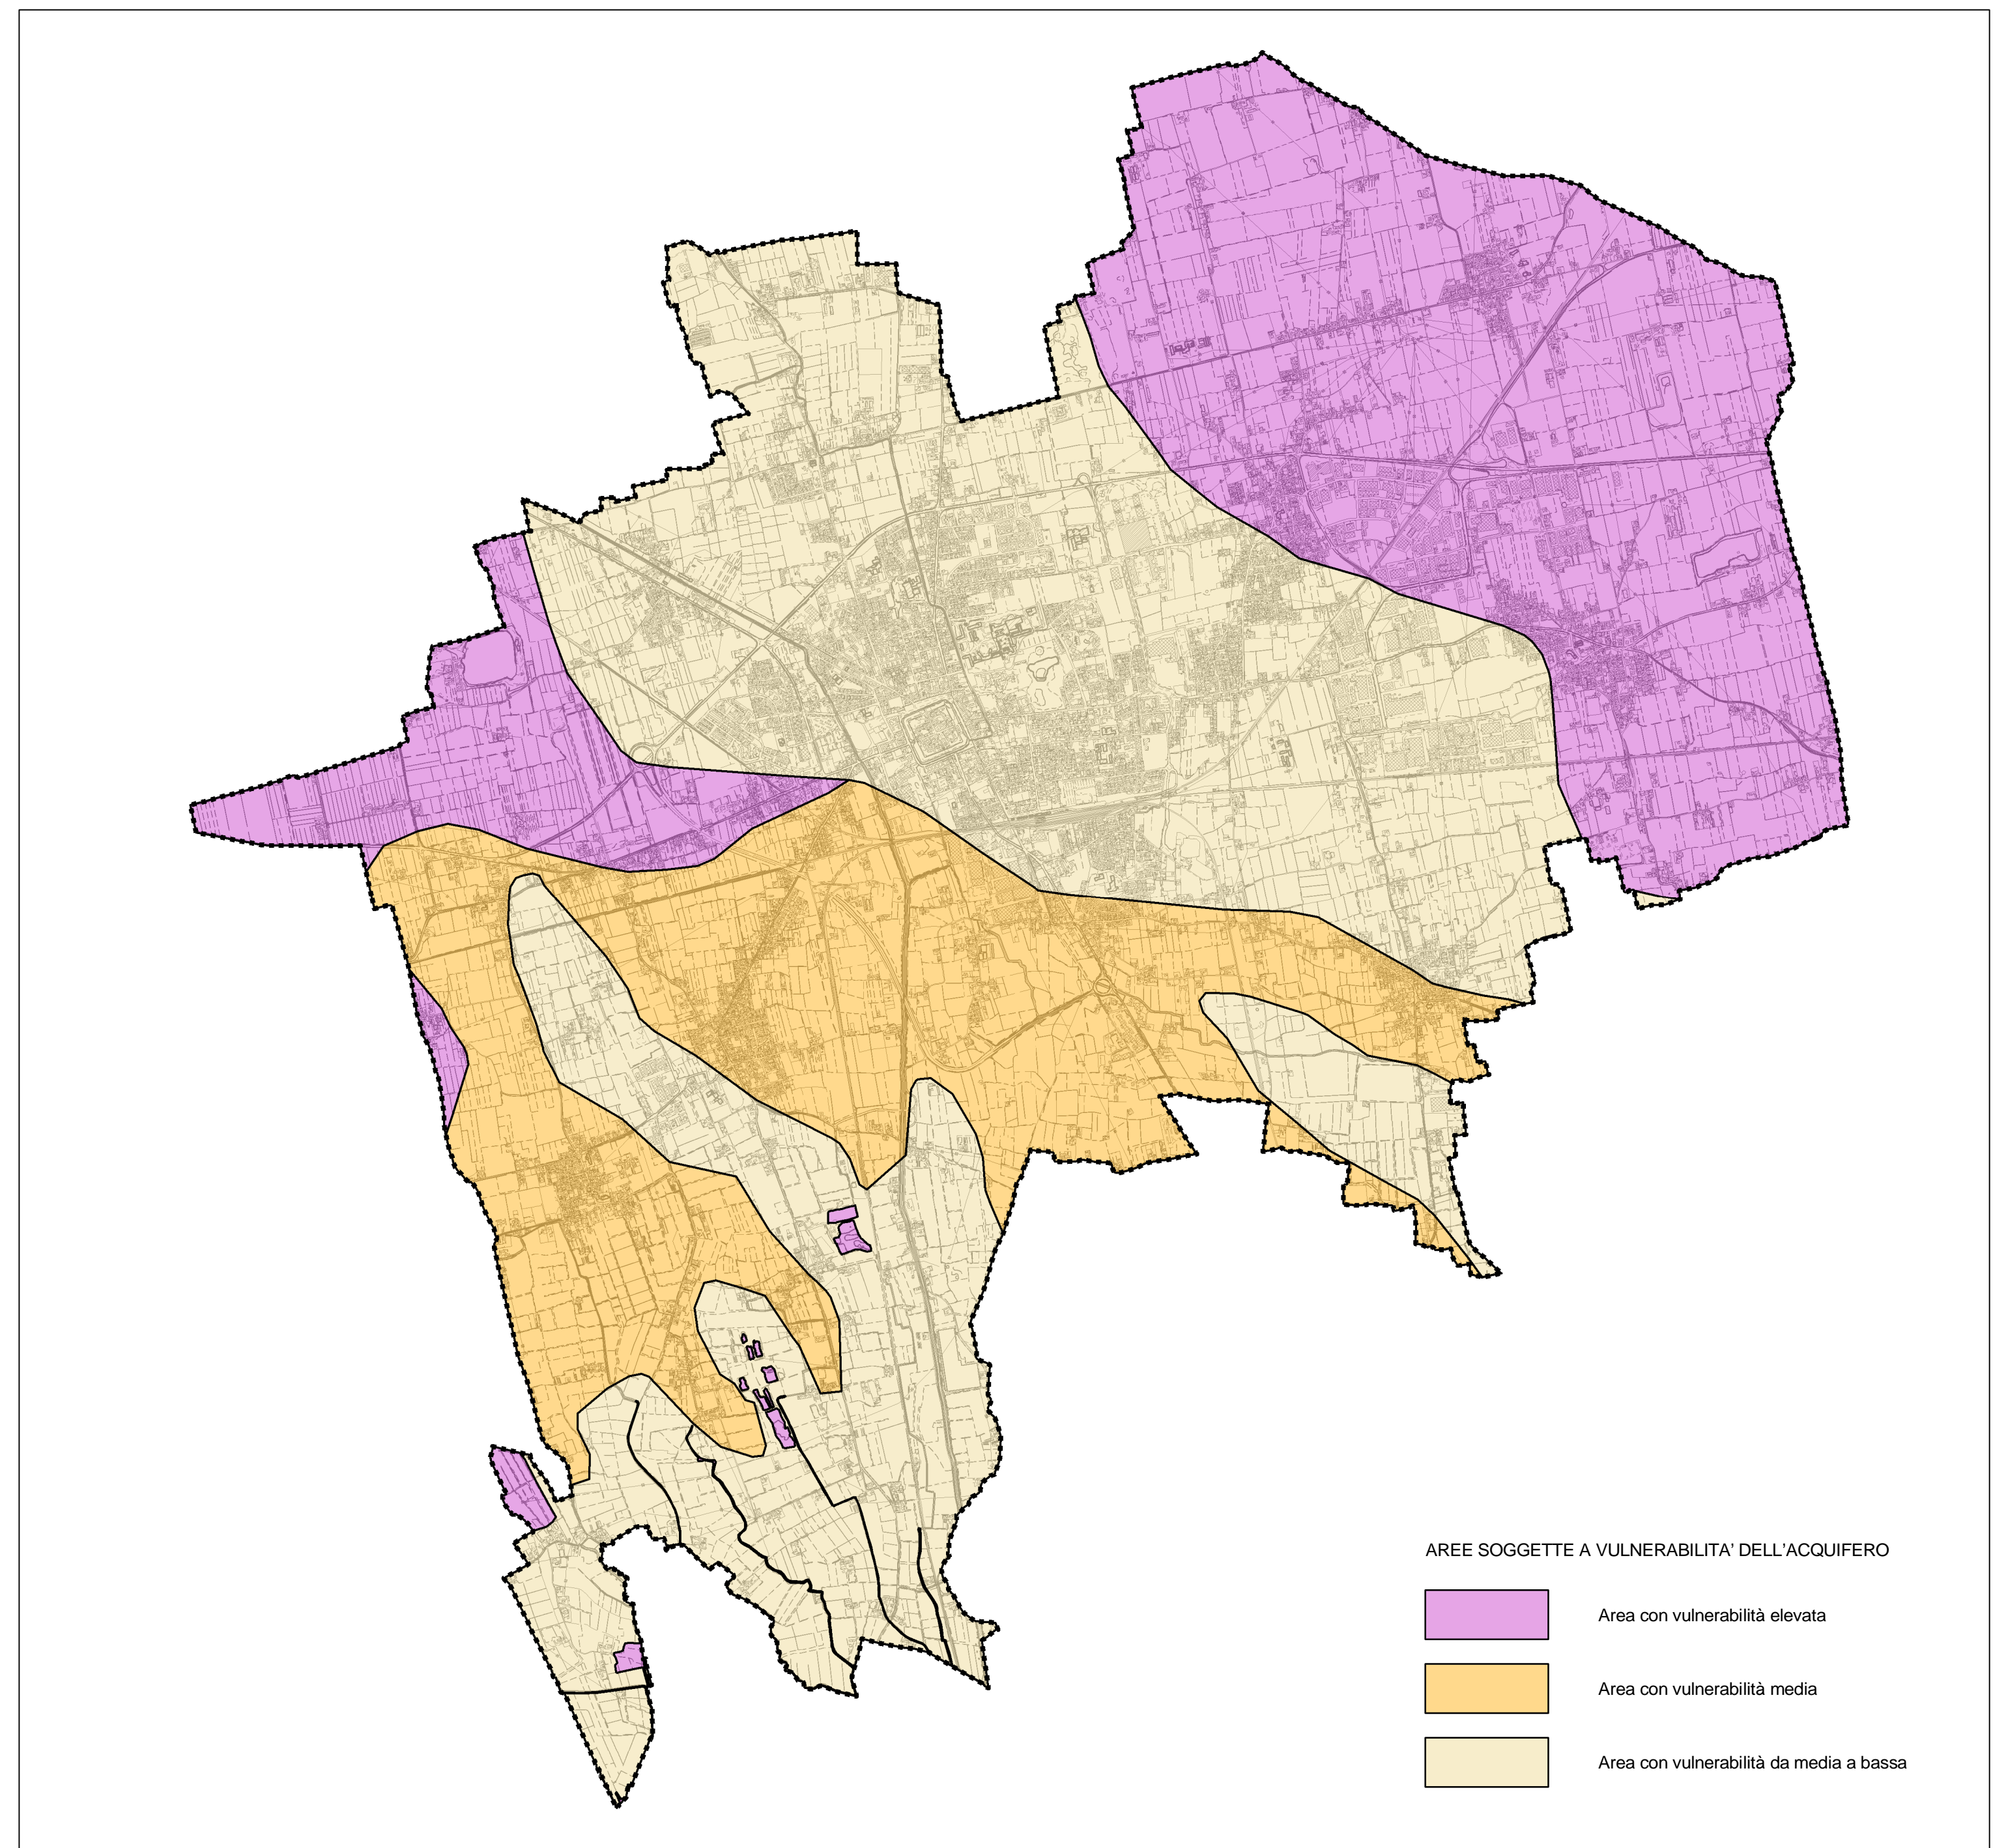 AREE SOGGETTE A VULNERABILITA' DELL'ACQUIFERO
Area con vulnerabilità elevata
Area con vulnerabilità media
Area con vulnerabilità da media a bassa